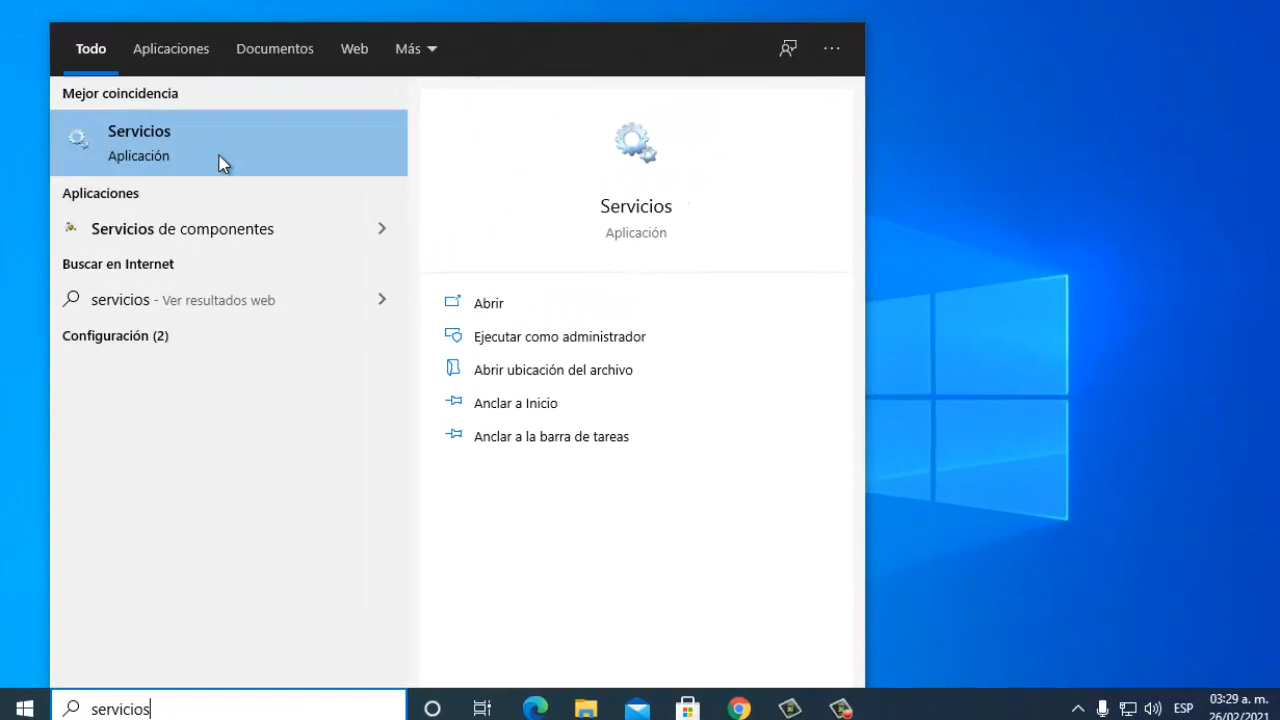 Todo Aplicaciones Documentos Web Más
Mejor coincidencia
Servicios
Aplicación
Aplicaciones
Servicios de componentes
Buscar en Internet
servicios - Ver resultados web
Configuración (2)
Servicios
Aplicación
Abrir
Ejecutar como administrador
Abrir ubicación del archivo
Anclar a Inicio
Anclar a la barra de tareas
servicios
ESP
03:29 a. m.
26/02/2021